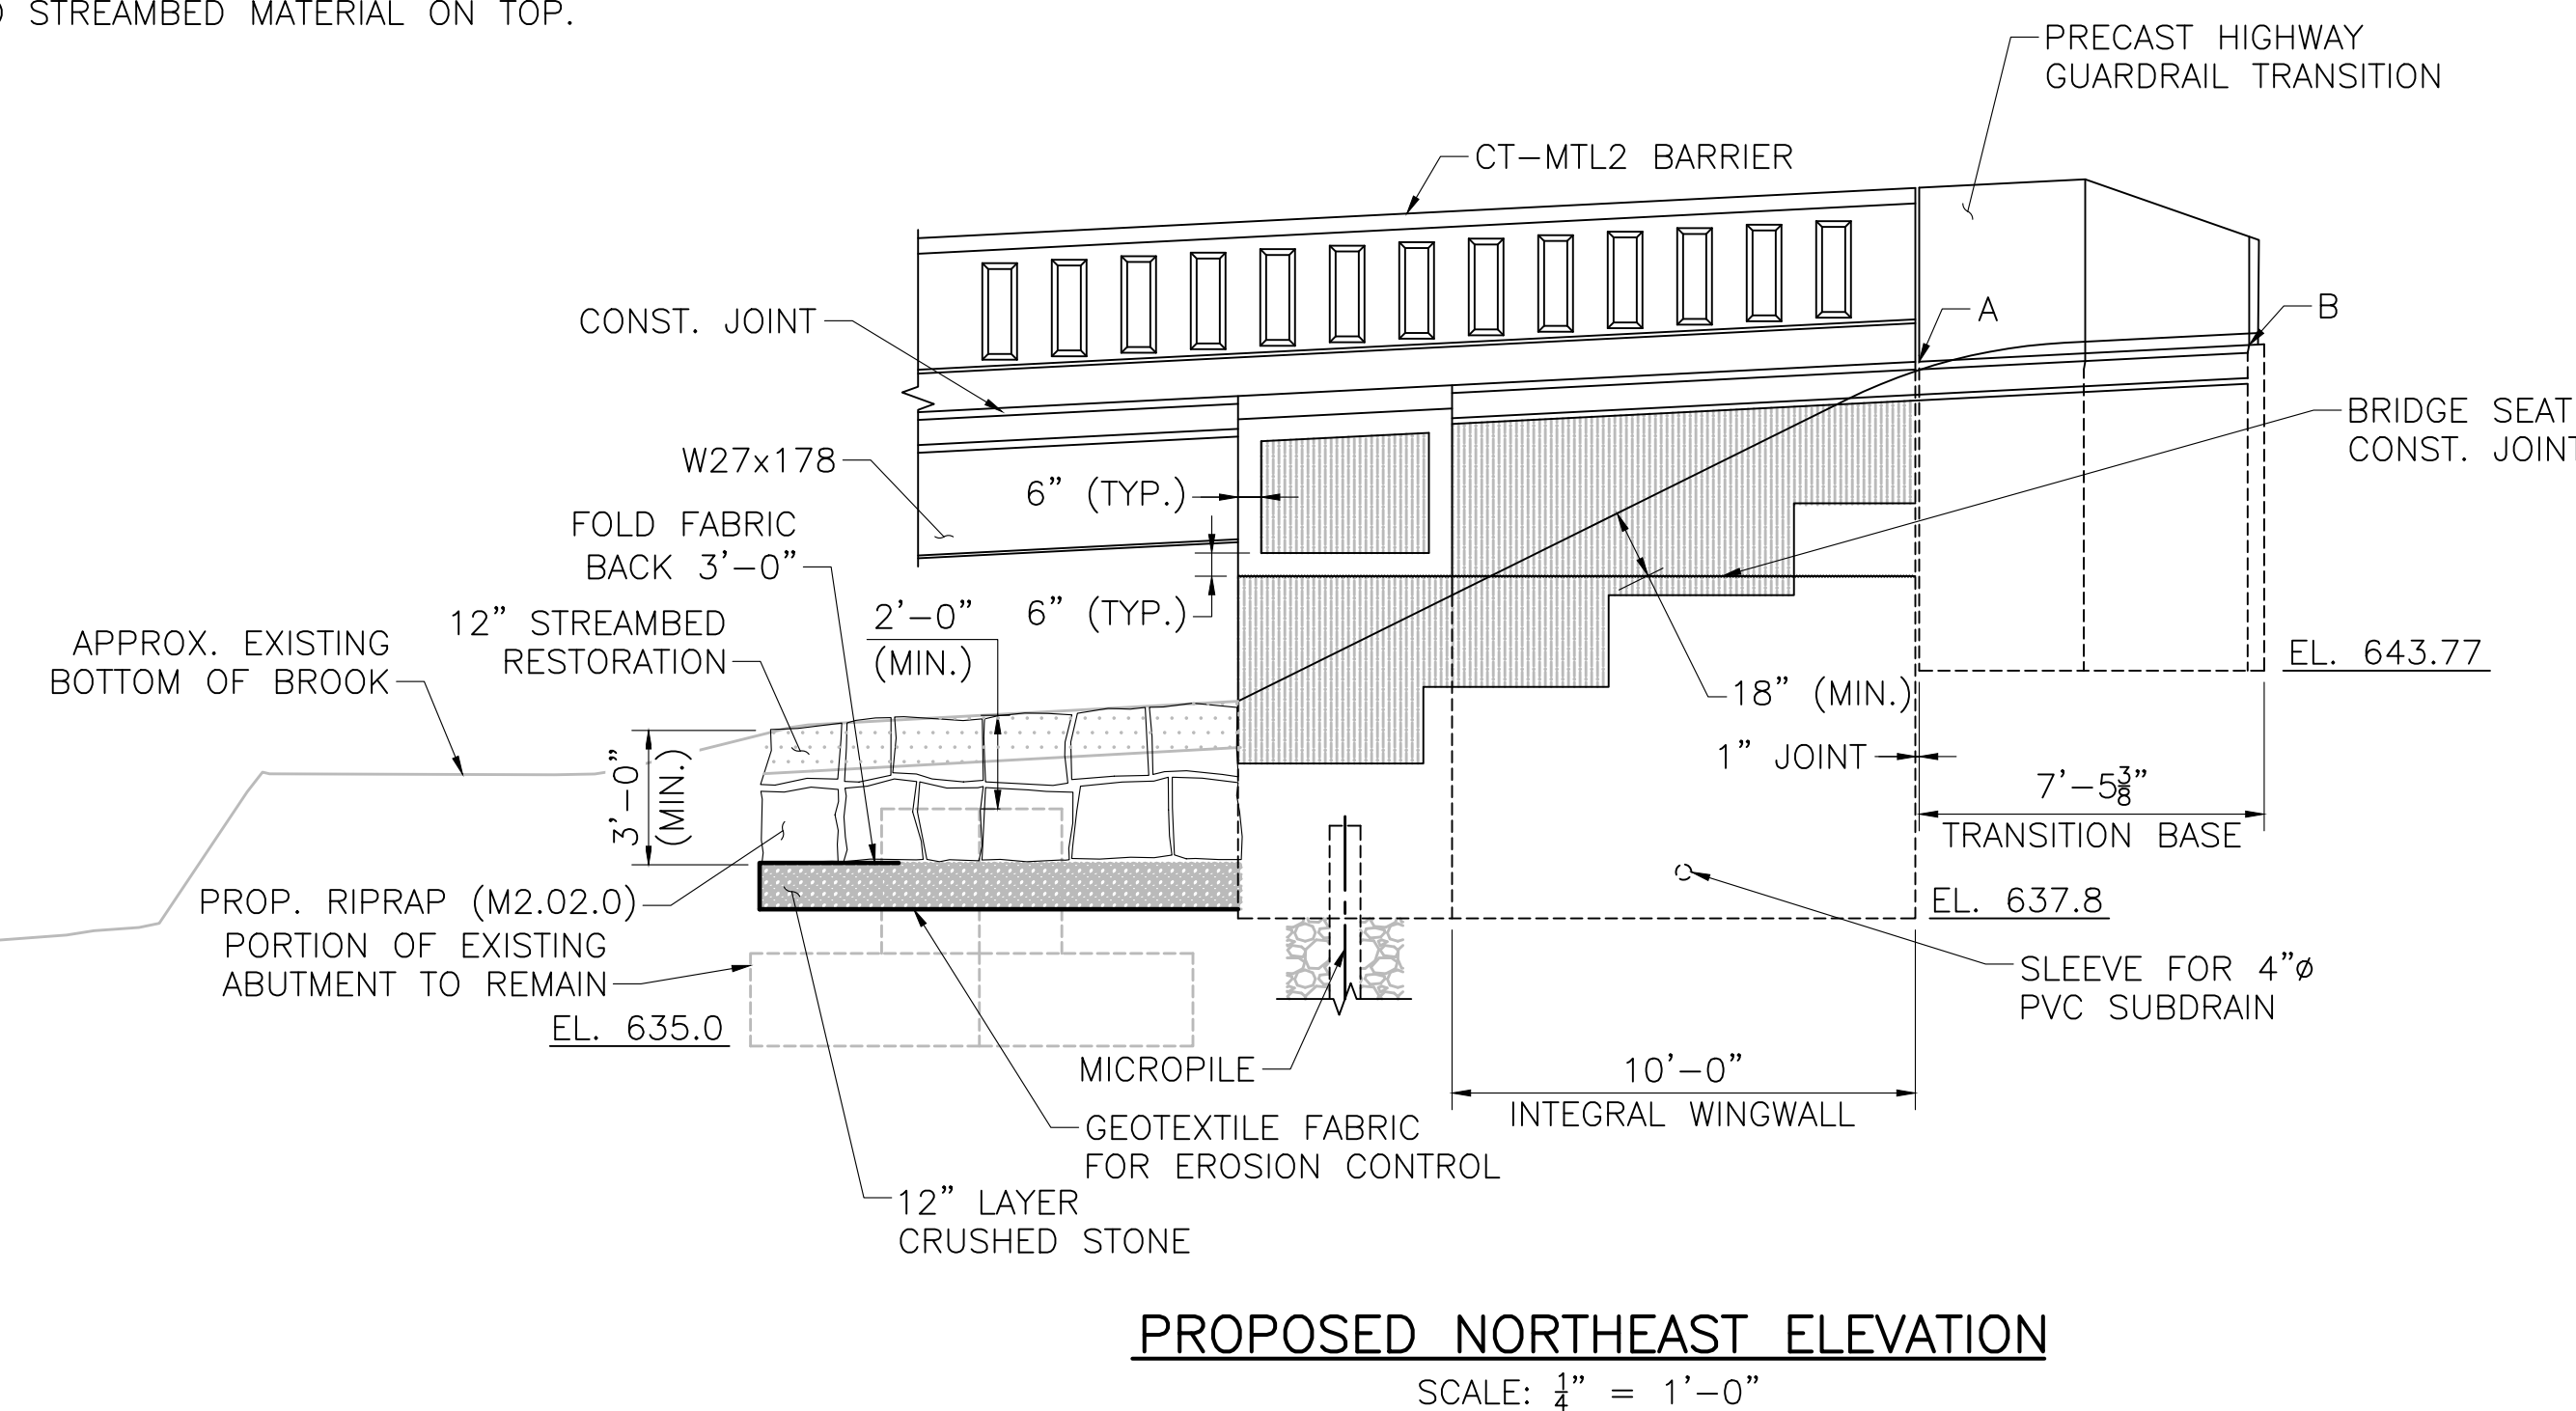 STREAMBED MATERIAL ON TOP.
PRECAST HIGHWAY
GUARDRAIL TRANSITION
CT-MTL2 BARRIER
CONST. JOINT
A
B
BRIDGE SEAT
CONST. JOINT
W27x178
6” (TYP.)
FOLD FABRIC
BACK 3’-0”
12” STREAMBED
RESTORATION
2’-0”
(MIN.)
6” (TYP.)
APPROX. EXISTING
BOTTOM OF BROOK
EL. 643.77
18” (MIN.)
3’-0”
(MIN.)
1” JOINT
7’-5⅜”
TRANSITION BASE
PROP. RIPRAP (M2.02.0)
EL. 637.8
PORTION OF EXISTING
ABUTMENT TO REMAIN
SLEEVE FOR 4”ø
PVC SUBDRAIN
EL. 635.0
MICROPILE
10’-0”
INTEGRAL WINGWALL
GEOTEXTILE FABRIC
FOR EROSION CONTROL
12” LAYER
CRUSHED STONE
PROPOSED NORTHEAST ELEVATION
SCALE: ¼” = 1’-0”